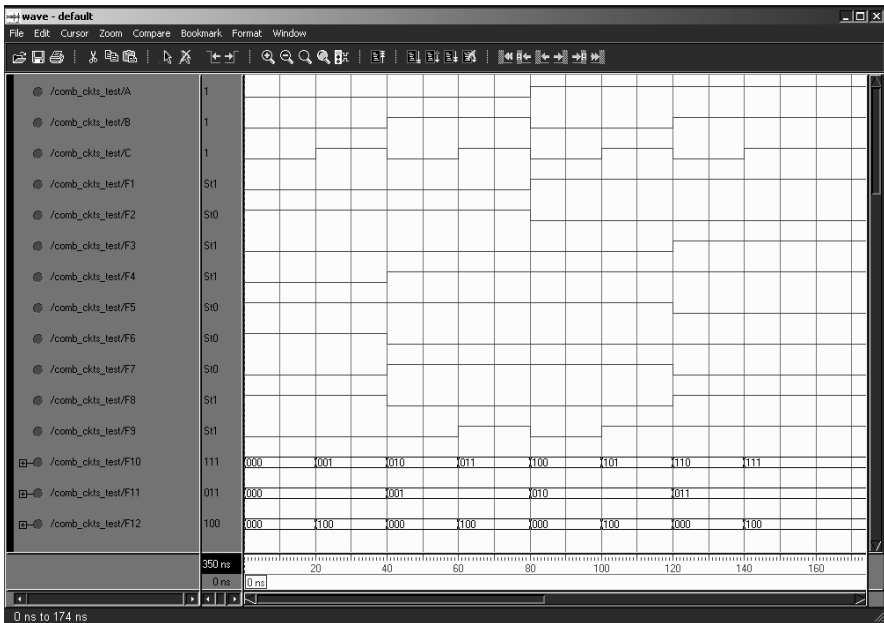 wave - default
File Edit Cursor Zoom Compare Bookmark Format Window
/comb_ckts_test/A 1
/comb_ckts_test/B 1
/comb_ckts_test/C 1
/comb_ckts_test/F1 St1
/comb_ckts_test/F2 St0
/comb_ckts_test/F3 St1
/comb_ckts_test/F4 St1
/comb_ckts_test/F5 St0
/comb_ckts_test/F6 St0
/comb_ckts_test/F7 St0
/comb_ckts_test/F8 St1
/comb_ckts_test/F9 St1
/comb_ckts_test/F10 111 000 001 010 011 100 101 110 111
/comb_ckts_test/F11 011 000 001 010 011
/comb_ckts_test/F12 100 000 100 000 100 000 100 000 100
350 ns 20 40 60 80 100 120 140 160
0 ns 0 ns
0 ns to 174 ns